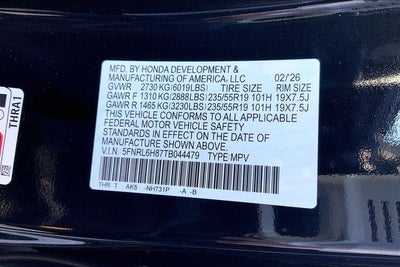 MFD. BY HONDA DEVELOPMENT & 02/26
MANUFACTURING OF AMERICA, LLC
GVWR 2730 KG(6019LBS) TIRE SIZE RIM SIZE
GAWR F 1310 KG(2888LBS) 235/55R19 101H 19X7.5J
GAWR R 1465 KG(3230LBS) 235/55R19 101H 19X7.5J
THIS VEHICLE CONFORMS TO ALL APPLICABLE
FEDERAL MOTOR VEHICLE SAFETY
STANDARDS IN EFFECT ON THE DATE OF
MANUFACTURE SHOWN ABOVE.
V.I.N: 5FNRL6H87TB044479 TYPE MPV
THR T AK5 -NH731P -A -B
THRA1